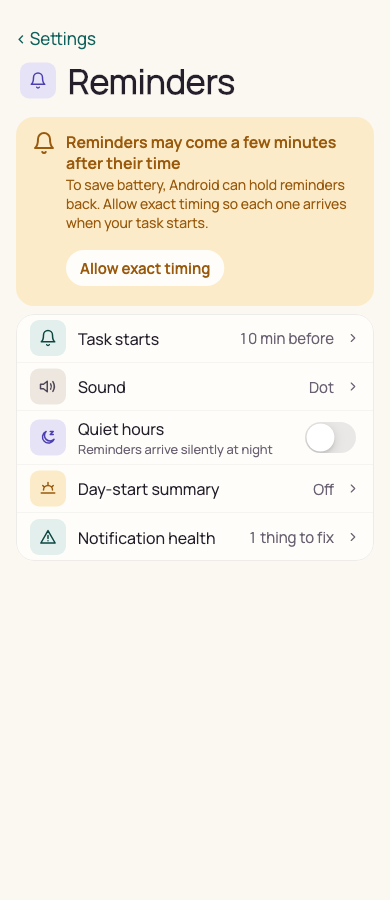 Settings
Reminders
Reminders may come a few minutes
after their time
To save battery, Android can hold reminders
back. Allow exact timing so each one arrives
when your task starts.
Allow exact timing
Task starts 10 min before
Sound Dot
Quiet hours
Reminders arrive silently at night
Day-start summary Off
Notification health 1 thing to fix